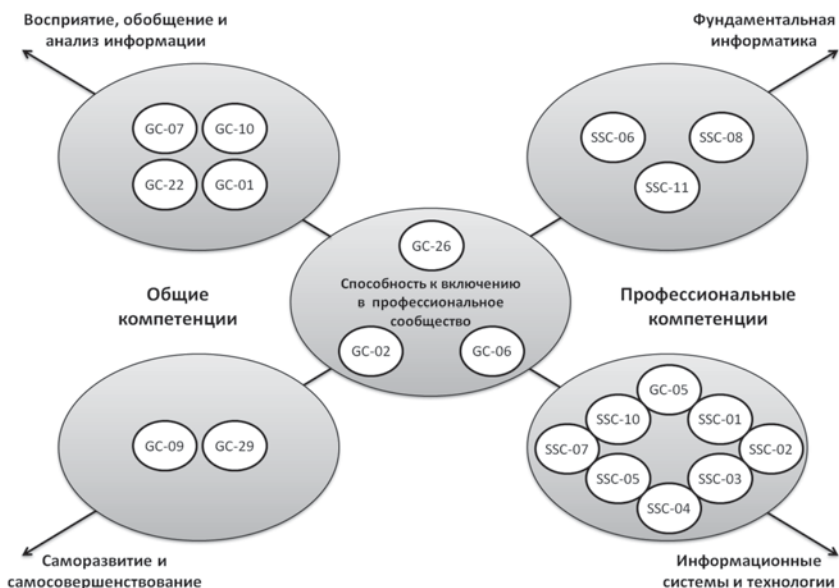 Восприятие, обобщение и
анализ информации
Фундаментальная
информатика
GC-07
GC-10
GC-22
GC-01
SSC-06
SSC-08
SSC-11
GC-26
Способность к включению
в профессиональное
сообщество
GC-02
GC-06
Общие
компетенции
Профессиональные
компетенции
GC-09
GC-29
GC-05
SSC-10
SSC-01
SSC-07
SSC-02
SSC-05
SSC-03
SSC-04
Саморазвитие и
самосовершенствование
Информационные
системы и технологии